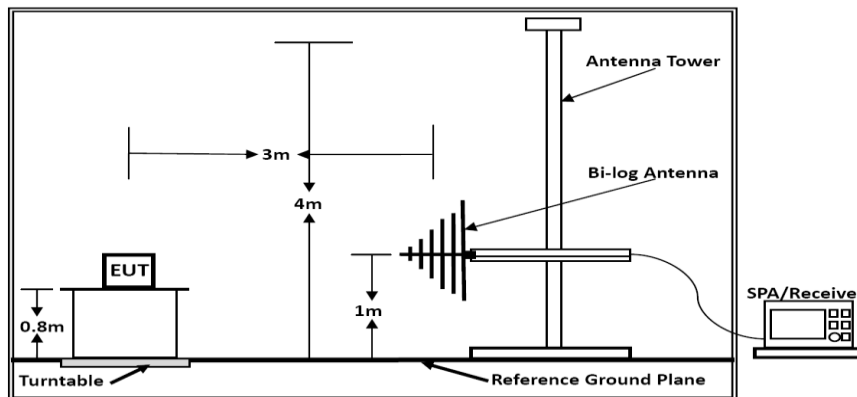 Antenna Tower
3m
Bi-log Antenna
4m
EUT
1m
SPA/Receive
0.8m
Turntable
Reference Ground Plane